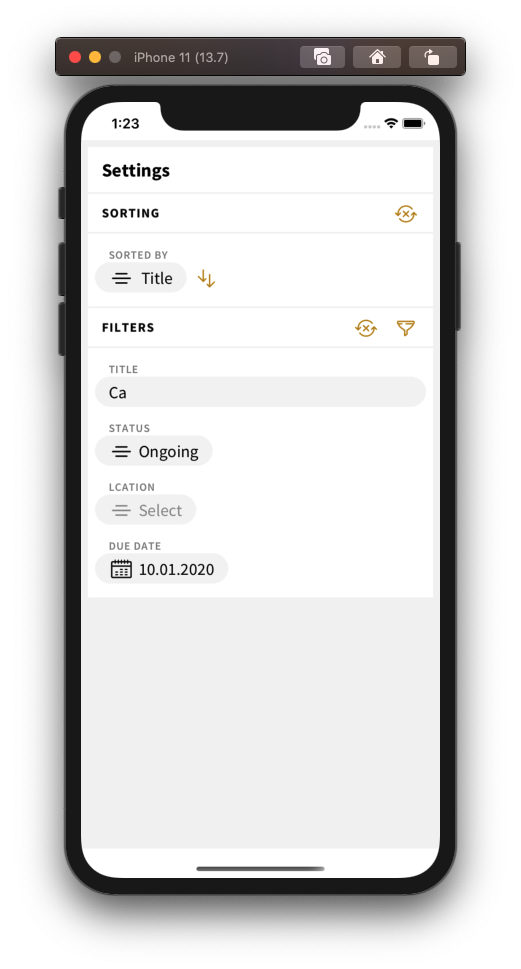 iPhone 11 (13.7)
1:23
Settings
SORTING
SORTED BY
Title
FILTERS
TITLE
Ca
STATUS
Ongoing
LCATION
Select
DUE DATE
10.01.2020